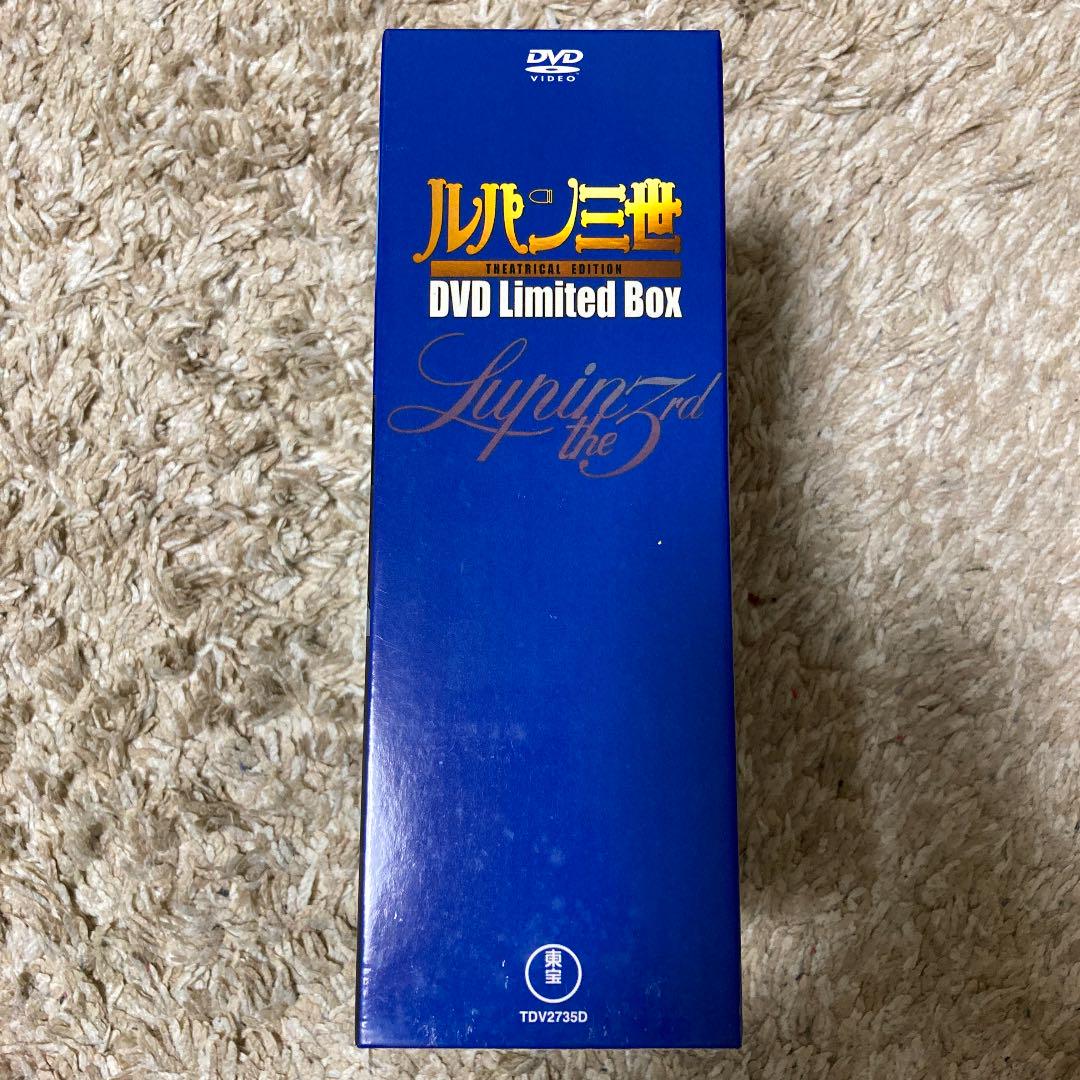 DVD
VIDEO
ルパン三世
THEATRICAL EDITION
DVD Limited Box
Lupin
the 3rd
東宝
TDV2735D